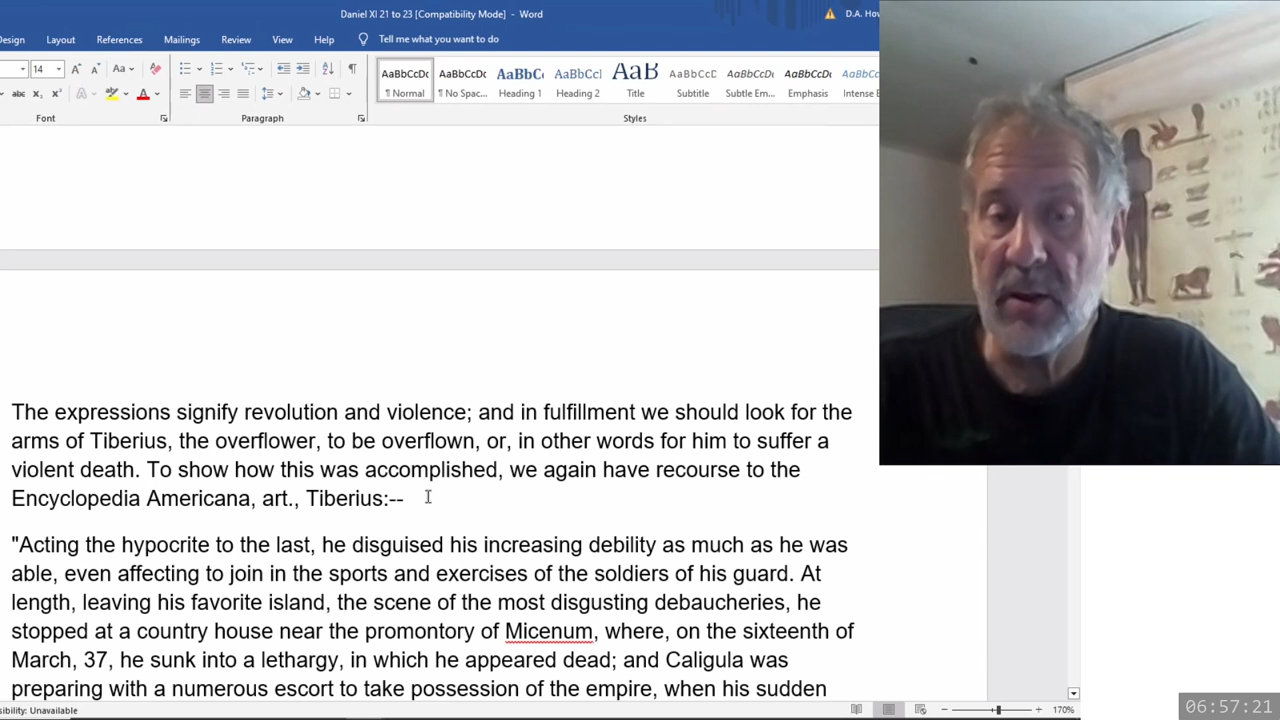 Daniel XI 21 to 23 [Compatibility Mode] - Word
D.A. How
Design Layout References Mailings Review View Help Tell me what you want to do
14 Aa
AaBbCcDc AaBbCcDc AaBbC AaBbCcI AaB AaBbCcD AaBbCcDc AaBbCcDc AaBbCcDc
¶ Normal ¶ No Spac... Heading 1 Heading 2 Title Subtitle Subtle Em... Emphasis Intense E
abc x₂ x² A A
Font Paragraph Styles
The expressions signify revolution and violence; and in fulfillment we should look for the
arms of Tiberius, the overflower, to be overflown, or, in other words for him to suffer a
violent death. To show how this was accomplished, we again have recourse to the
Encyclopedia Americana, art., Tiberius:--
"Acting the hypocrite to the last, he disguised his increasing debility as much as he was
able, even affecting to join in the sports and exercises of the soldiers of his guard. At
length, leaving his favorite island, the scene of the most disgusting debaucheries, he
stopped at a country house near the promontory of Micenum, where, on the sixteenth of
March, 37, he sunk into a lethargy, in which he appeared dead; and Caligula was
preparing with a numerous escort to take possession of the empire, when his sudden
sibility: Unavailable
170%
06:57:21